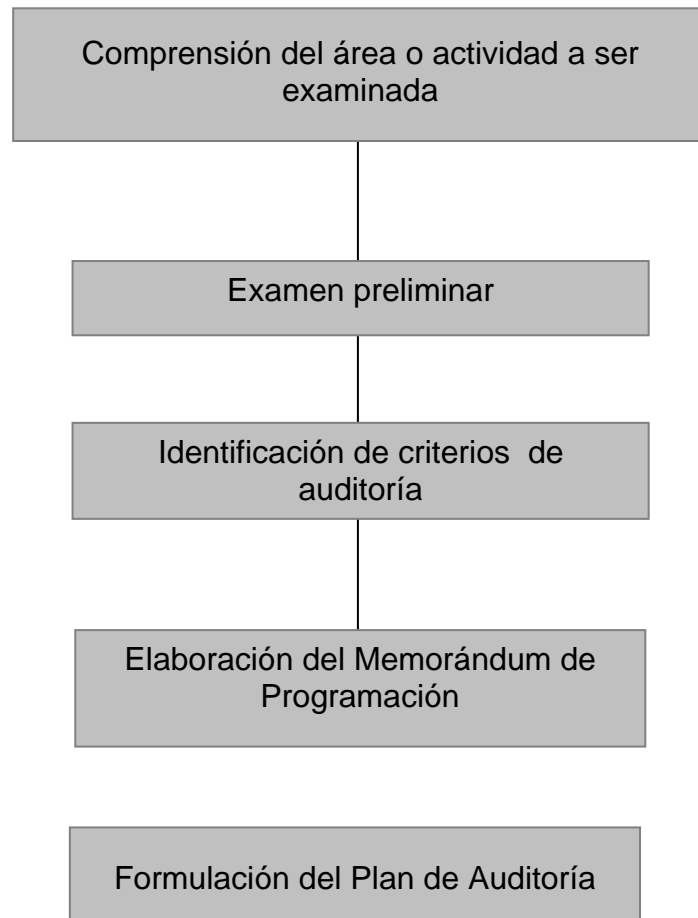 Comprensión del área o actividad a ser
examinada
Examen preliminar
Identificación de criterios de
auditoría
Elaboración del Memorándum de
Programación
Formulación del Plan de Auditoría